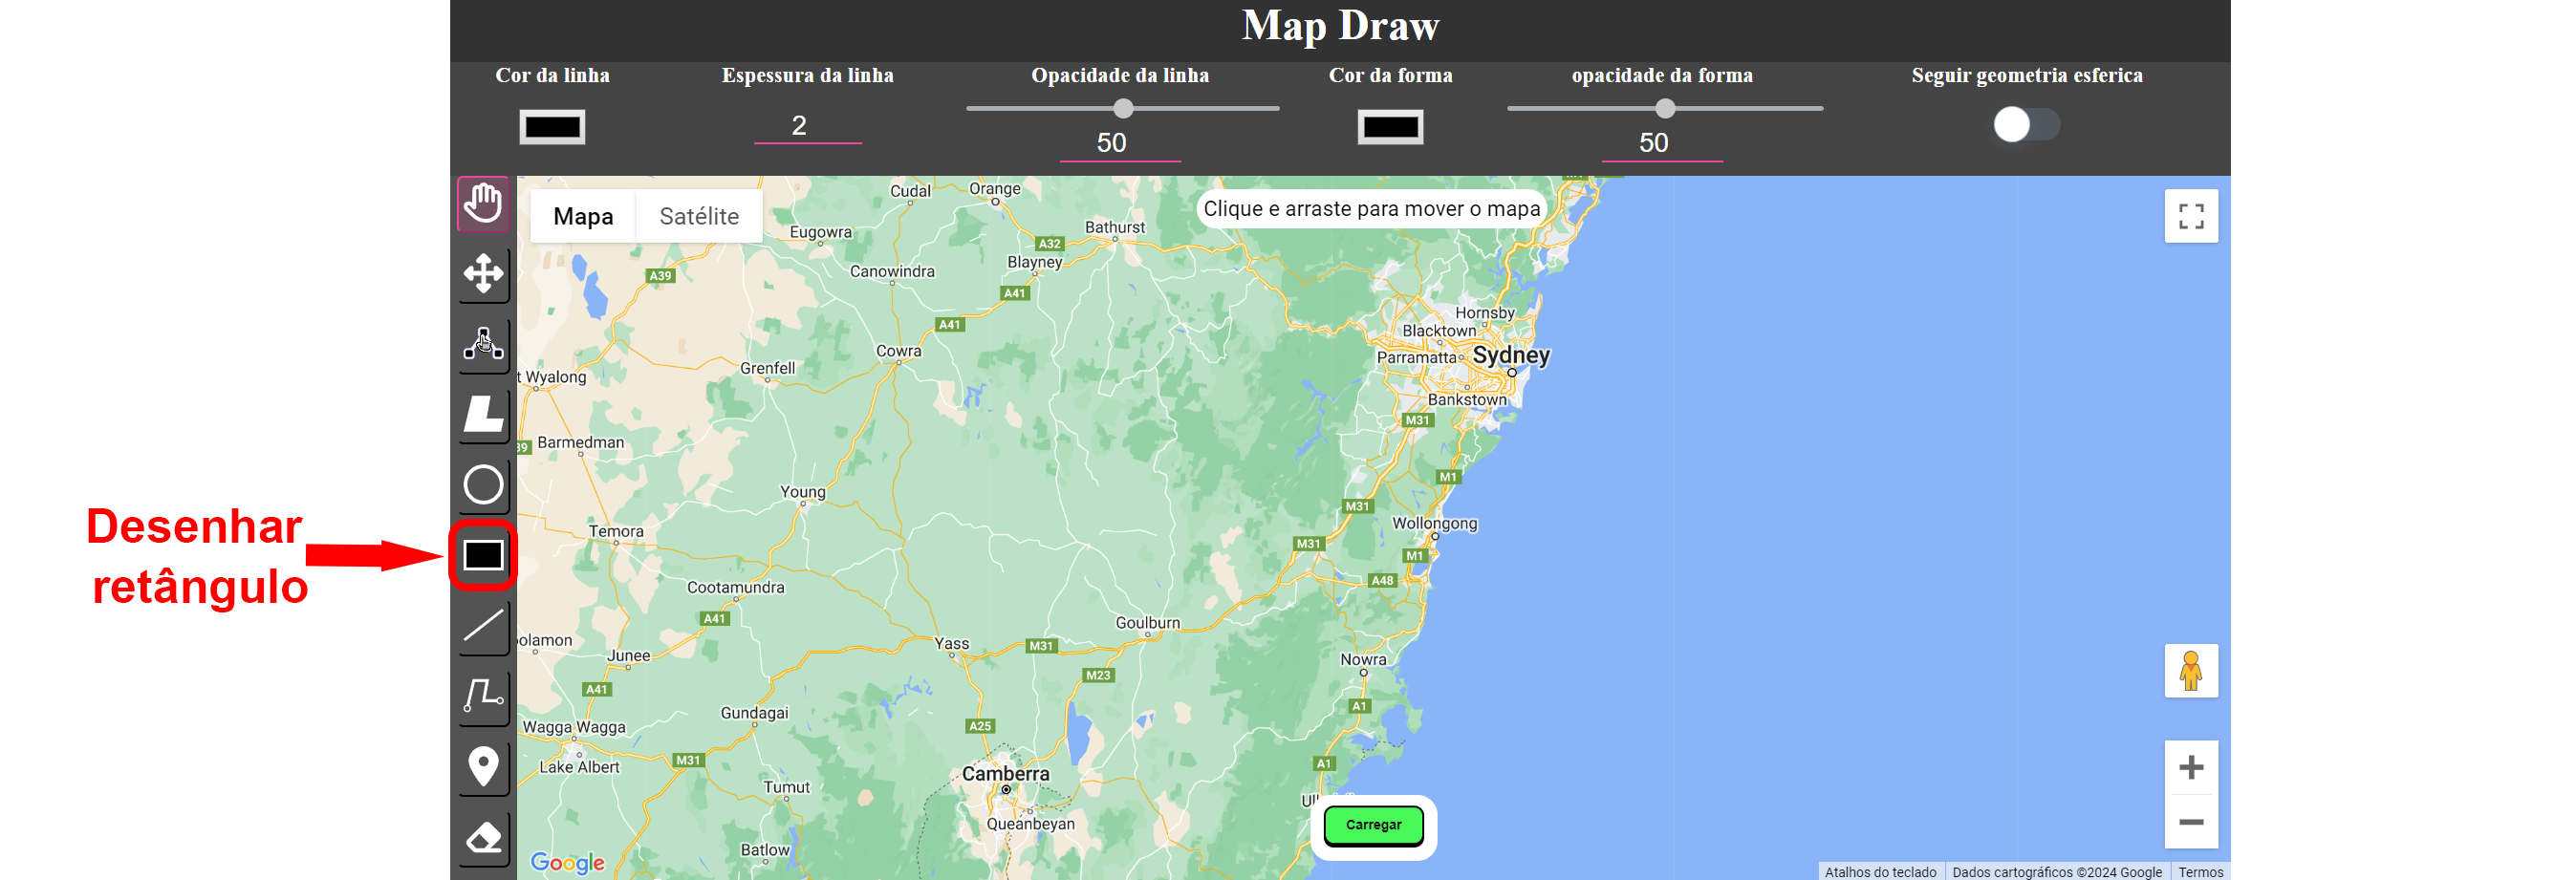 Map Draw
Cor da linha
Espessura da linha
Opacidade da linha
Cor da forma
opacidade da forma
Seguir geometria esferica
2
50
50
Mapa
Satélite
Clique e arraste para mover o mapa
Cudal
Orange
Eugowra
Bathurst
A32
Blayney
Canowindra
A39
A41
A41
Hornsby
Blacktown
Cowra
Parramatta
Sydney
Grenfell
t Wyalong
Bankstown
M31
Barmedman
39
M1
Young
M31
Desenhar
retângulo
Temora
Wollongong
M31
M1
A48
Cootamundra
A41
Goulburn
olamon
Yass
M31
Junee
Nowra
M23
A41
A1
Gundagai
A25
Wagga Wagga
M31
Lake Albert
A1
Camberra
Tumut
Queanbeyan
Carregar
Batlow
Google
Atalhos do teclado
Dados cartográficos ©2024 Google
Termos